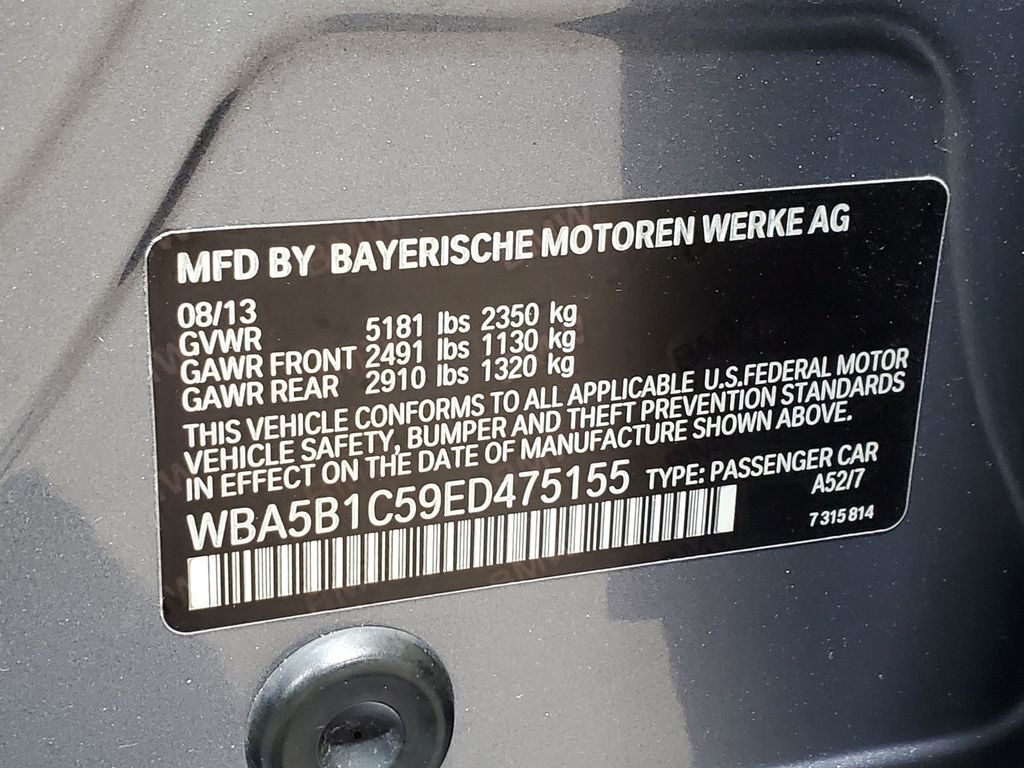 MFD BY BAYERISCHE MOTOREN WERKE AG
08/13
GVWR 5181 lbs 2350 kg
GAWR FRONT 2491 lbs 1130 kg
GAWR REAR 2910 lbs 1320 kg
THIS VEHICLE CONFORMS TO ALL APPLICABLE U.S.FEDERAL MOTOR
VEHICLE SAFETY, BUMPER AND THEFT PREVENTION STANDARDS
IN EFFECT ON THE DATE OF MANUFACTURE SHOWN ABOVE.
WBA5B1C59ED475155 TYPE: PASSENGER CAR
A52/7
7 315 814